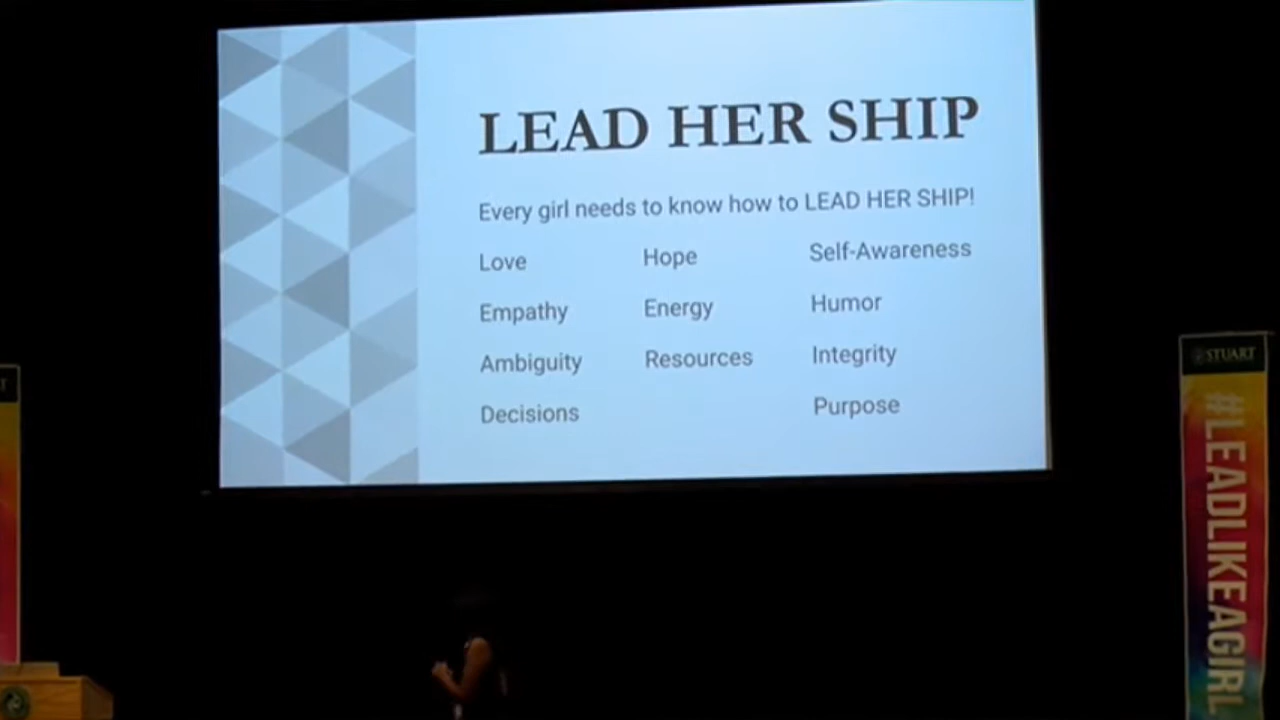 LEAD HER SHIP
Every girl needs to know how to LEAD HER SHIP!
Love Hope Self-Awareness
Empathy Energy Humor
Ambiguity Resources Integrity
Decisions Purpose
STUART
#LEADLIKEAGIRL
T